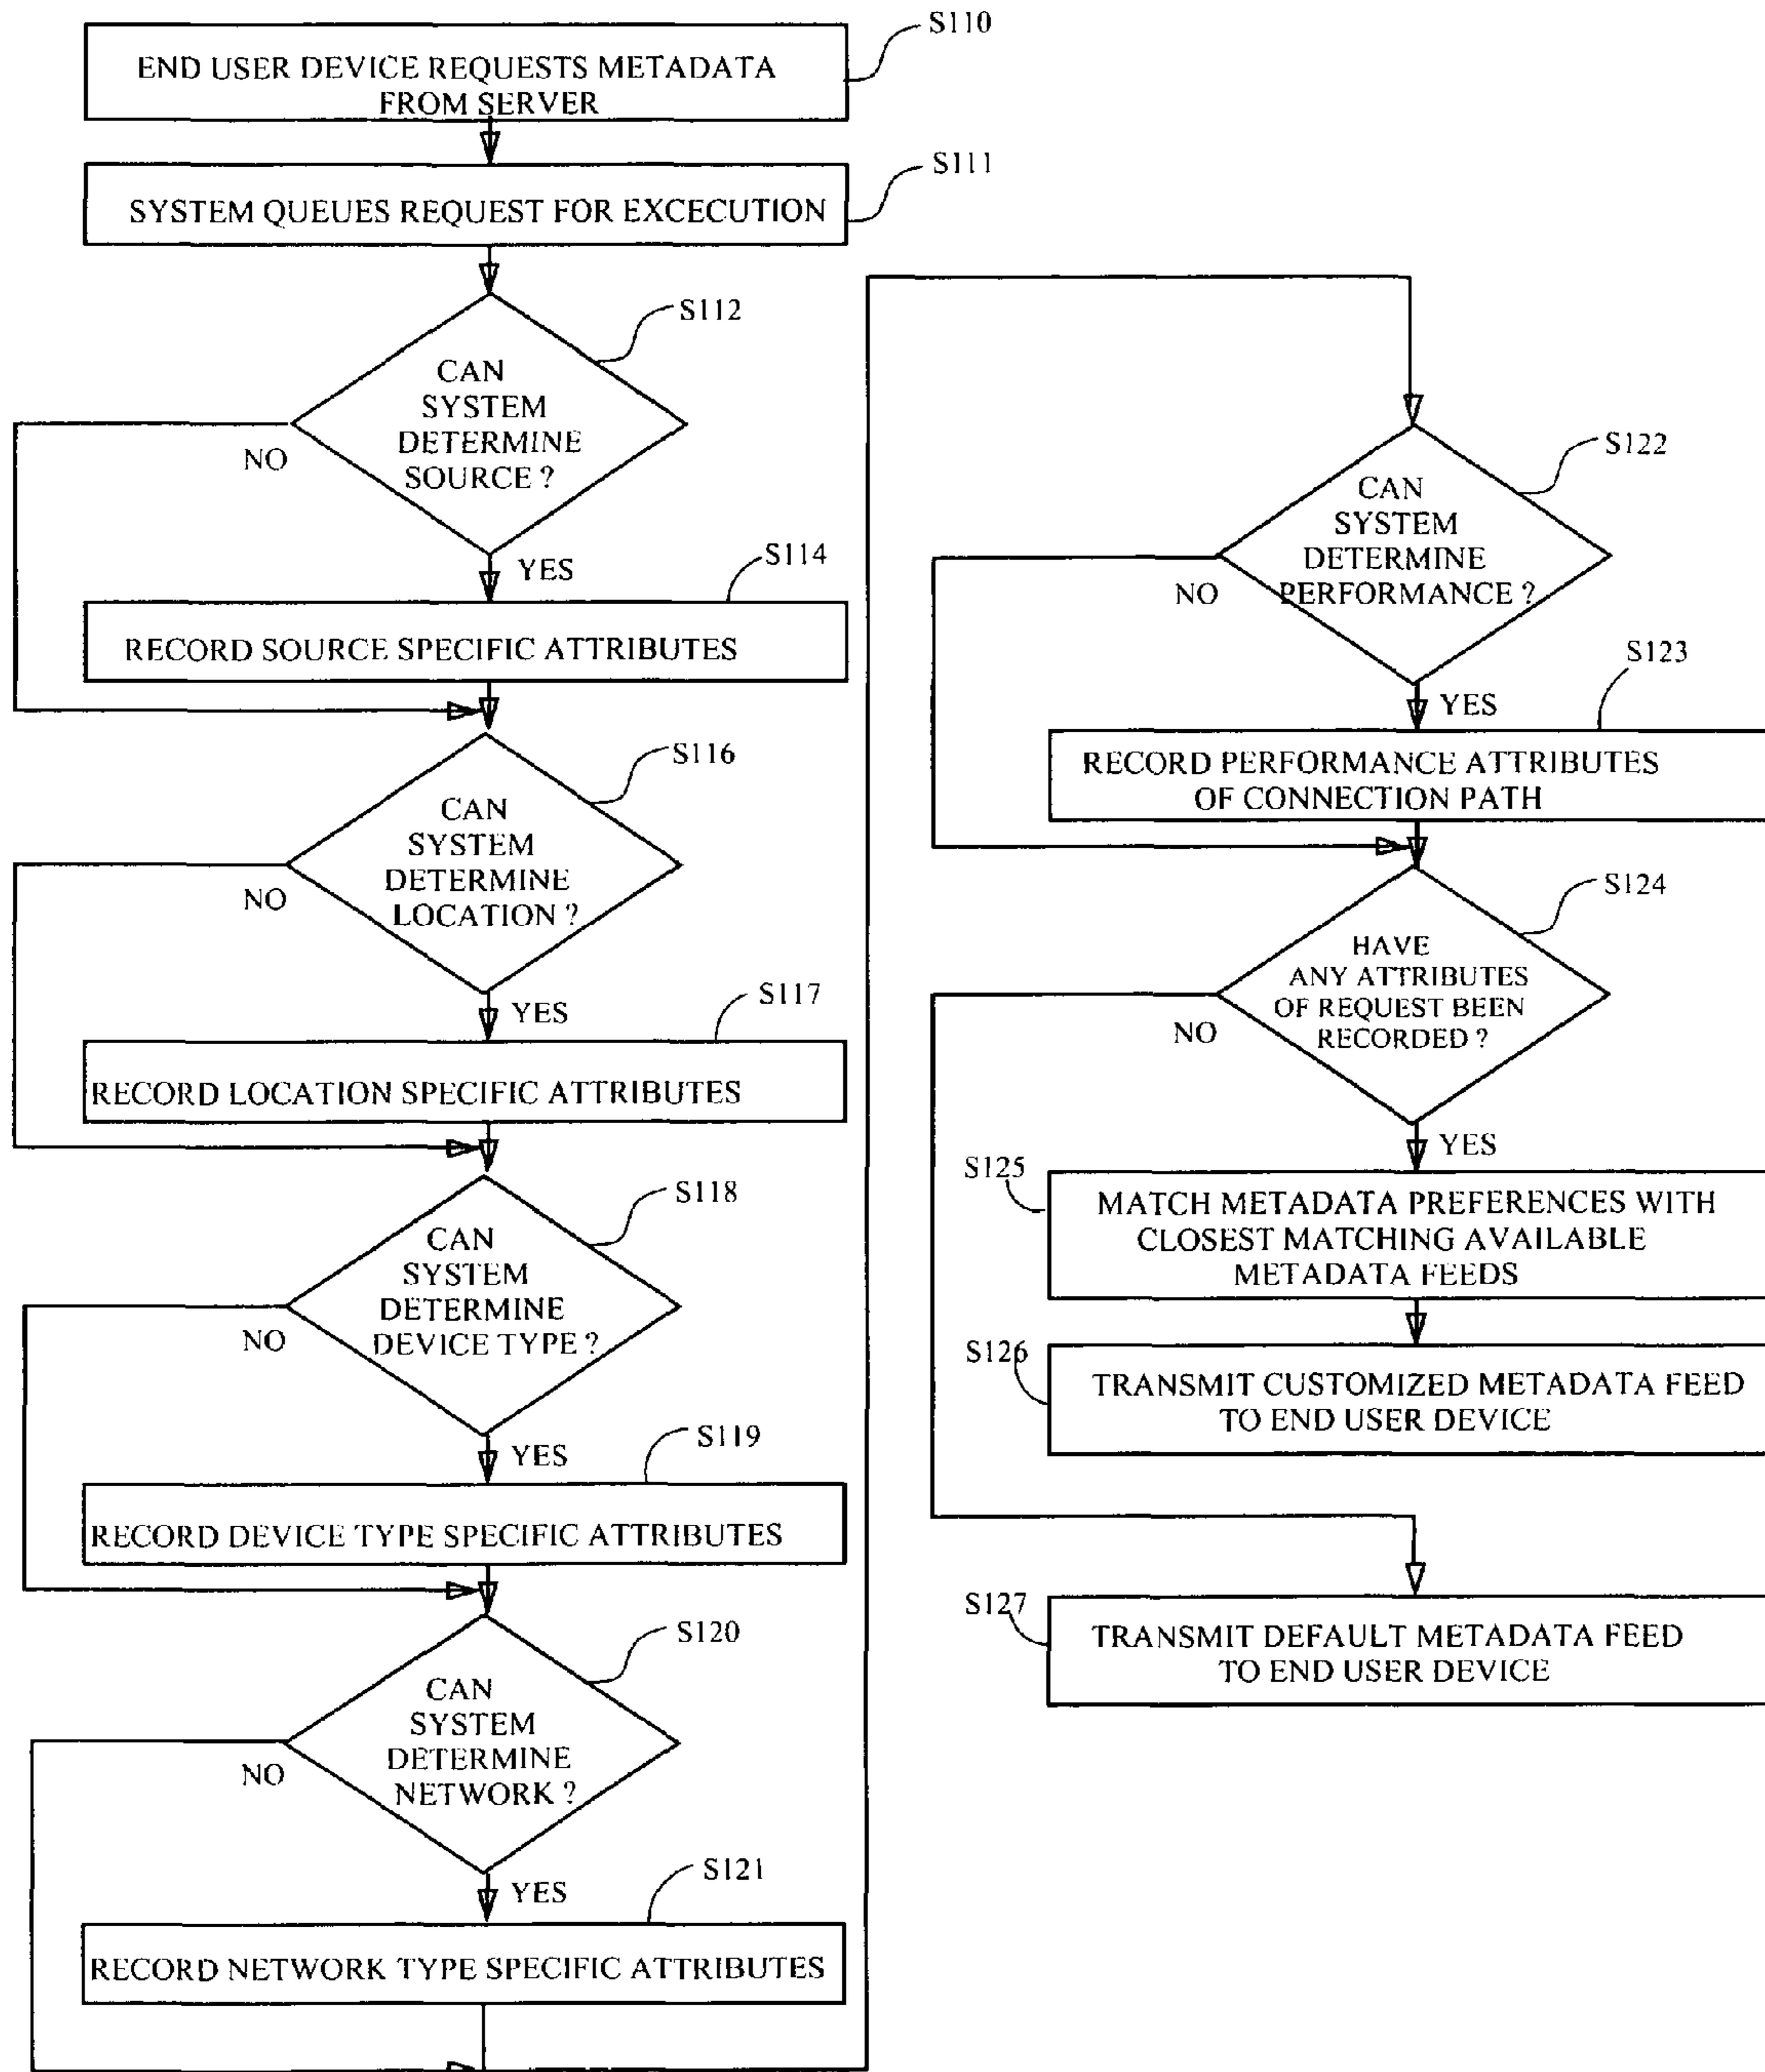 S110
END USER DEVICE REQUESTS METADATA
FROM SERVER
S111
SYSTEM QUEUES REQUEST FOR EXCECUTION
S112
CAN
SYSTEM
DETERMINE
SOURCE ?
NO
YES
S114
RECORD SOURCE SPECIFIC ATTRIBUTES
S116
CAN
SYSTEM
DETERMINE
LOCATION ?
NO
YES
S117
RECORD LOCATION SPECIFIC ATTRIBUTES
S118
CAN
SYSTEM
DETERMINE
DEVICE TYPE ?
NO
YES
S119
RECORD DEVICE TYPE SPECIFIC ATTRIBUTES
S120
CAN
SYSTEM
DETERMINE
NETWORK ?
NO
YES
S121
RECORD NETWORK TYPE SPECIFIC ATTRIBUTES
S122
CAN
SYSTEM
DETERMINE
PERFORMANCE ?
NO
YES
S123
RECORD PERFORMANCE ATTRIBUTES
OF CONNECTION PATH
S124
HAVE
ANY ATTRIBUTES
OF REQUEST BEEN
RECORDED ?
NO
YES
S125
MATCH METADATA PREFERENCES WITH
CLOSEST MATCHING AVAILABLE
METADATA FEEDS
S126
TRANSMIT CUSTOMIZED METADATA FEED
TO END USER DEVICE
S127
TRANSMIT DEFAULT METADATA FEED
TO END USER DEVICE